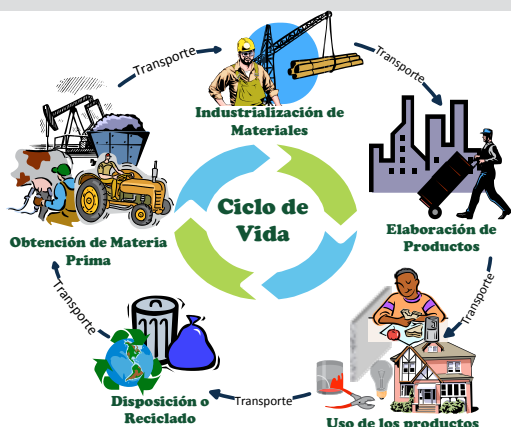 Transporte
Industrialización de
Materiales
Transporte
Elaboración de
Productos
Transporte
Uso de los productos
Transporte
Disposición o
Reciclado
Transporte
Obtención de Materia
Prima
Ciclo de
Vida